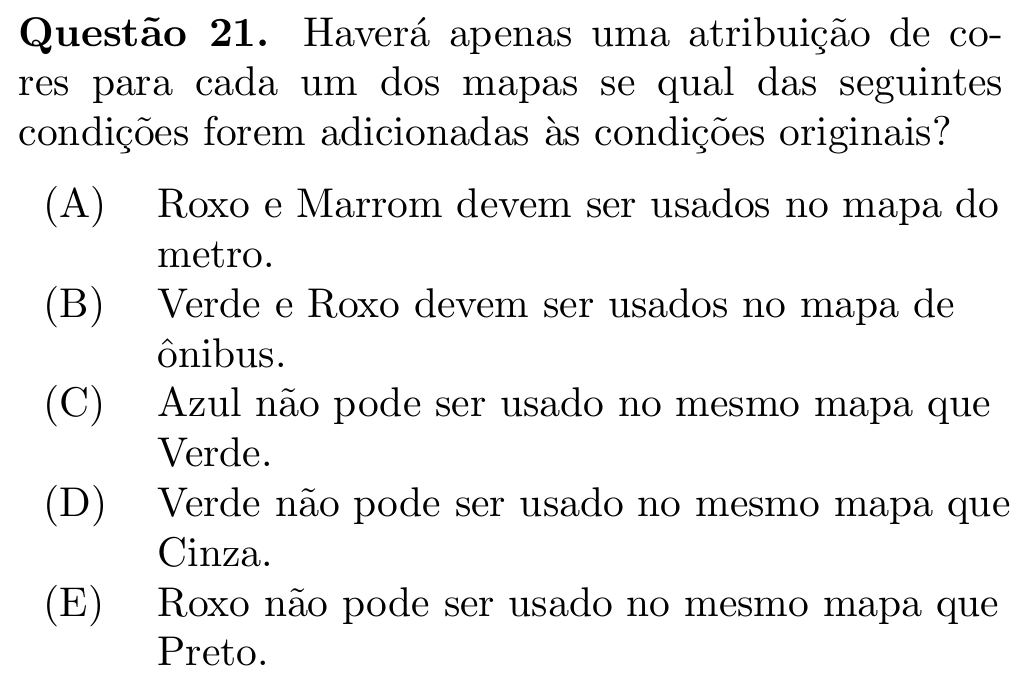 Questão 21. Haverá apenas uma atribuição de co-
res para cada um dos mapas se qual das seguintes
condições forem adicionadas às condições originais?
(A) Roxo e Marrom devem ser usados no mapa do
metro.
(B) Verde e Roxo devem ser usados no mapa de
ônibus.
(C) Azul não pode ser usado no mesmo mapa que
Verde.
(D) Verde não pode ser usado no mesmo mapa que
Cinza.
(E) Roxo não pode ser usado no mesmo mapa que
Preto.